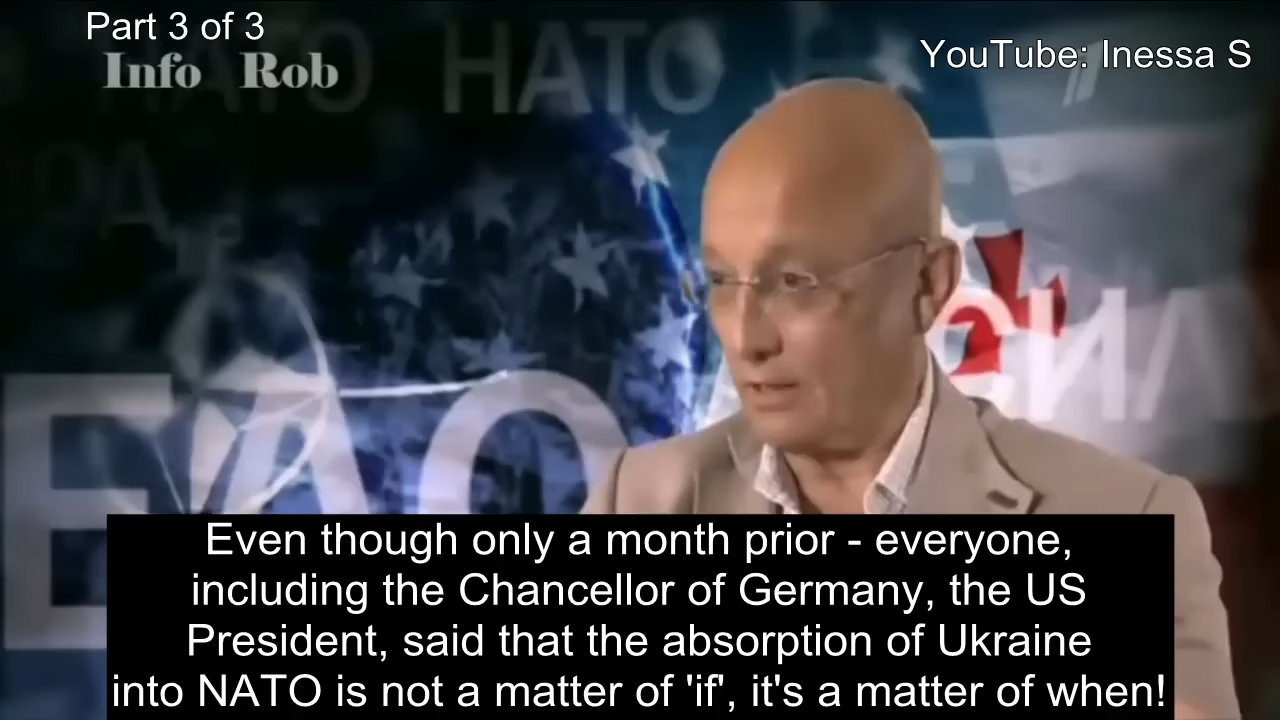 Part 3 of 3
YouTube: Inessa S
Info Rob
НАТО НАТО
Even though only a month prior - everyone,
including the Chancellor of Germany, the US
President, said that the absorption of Ukraine
into NATO is not a matter of 'if', it's a matter of when!